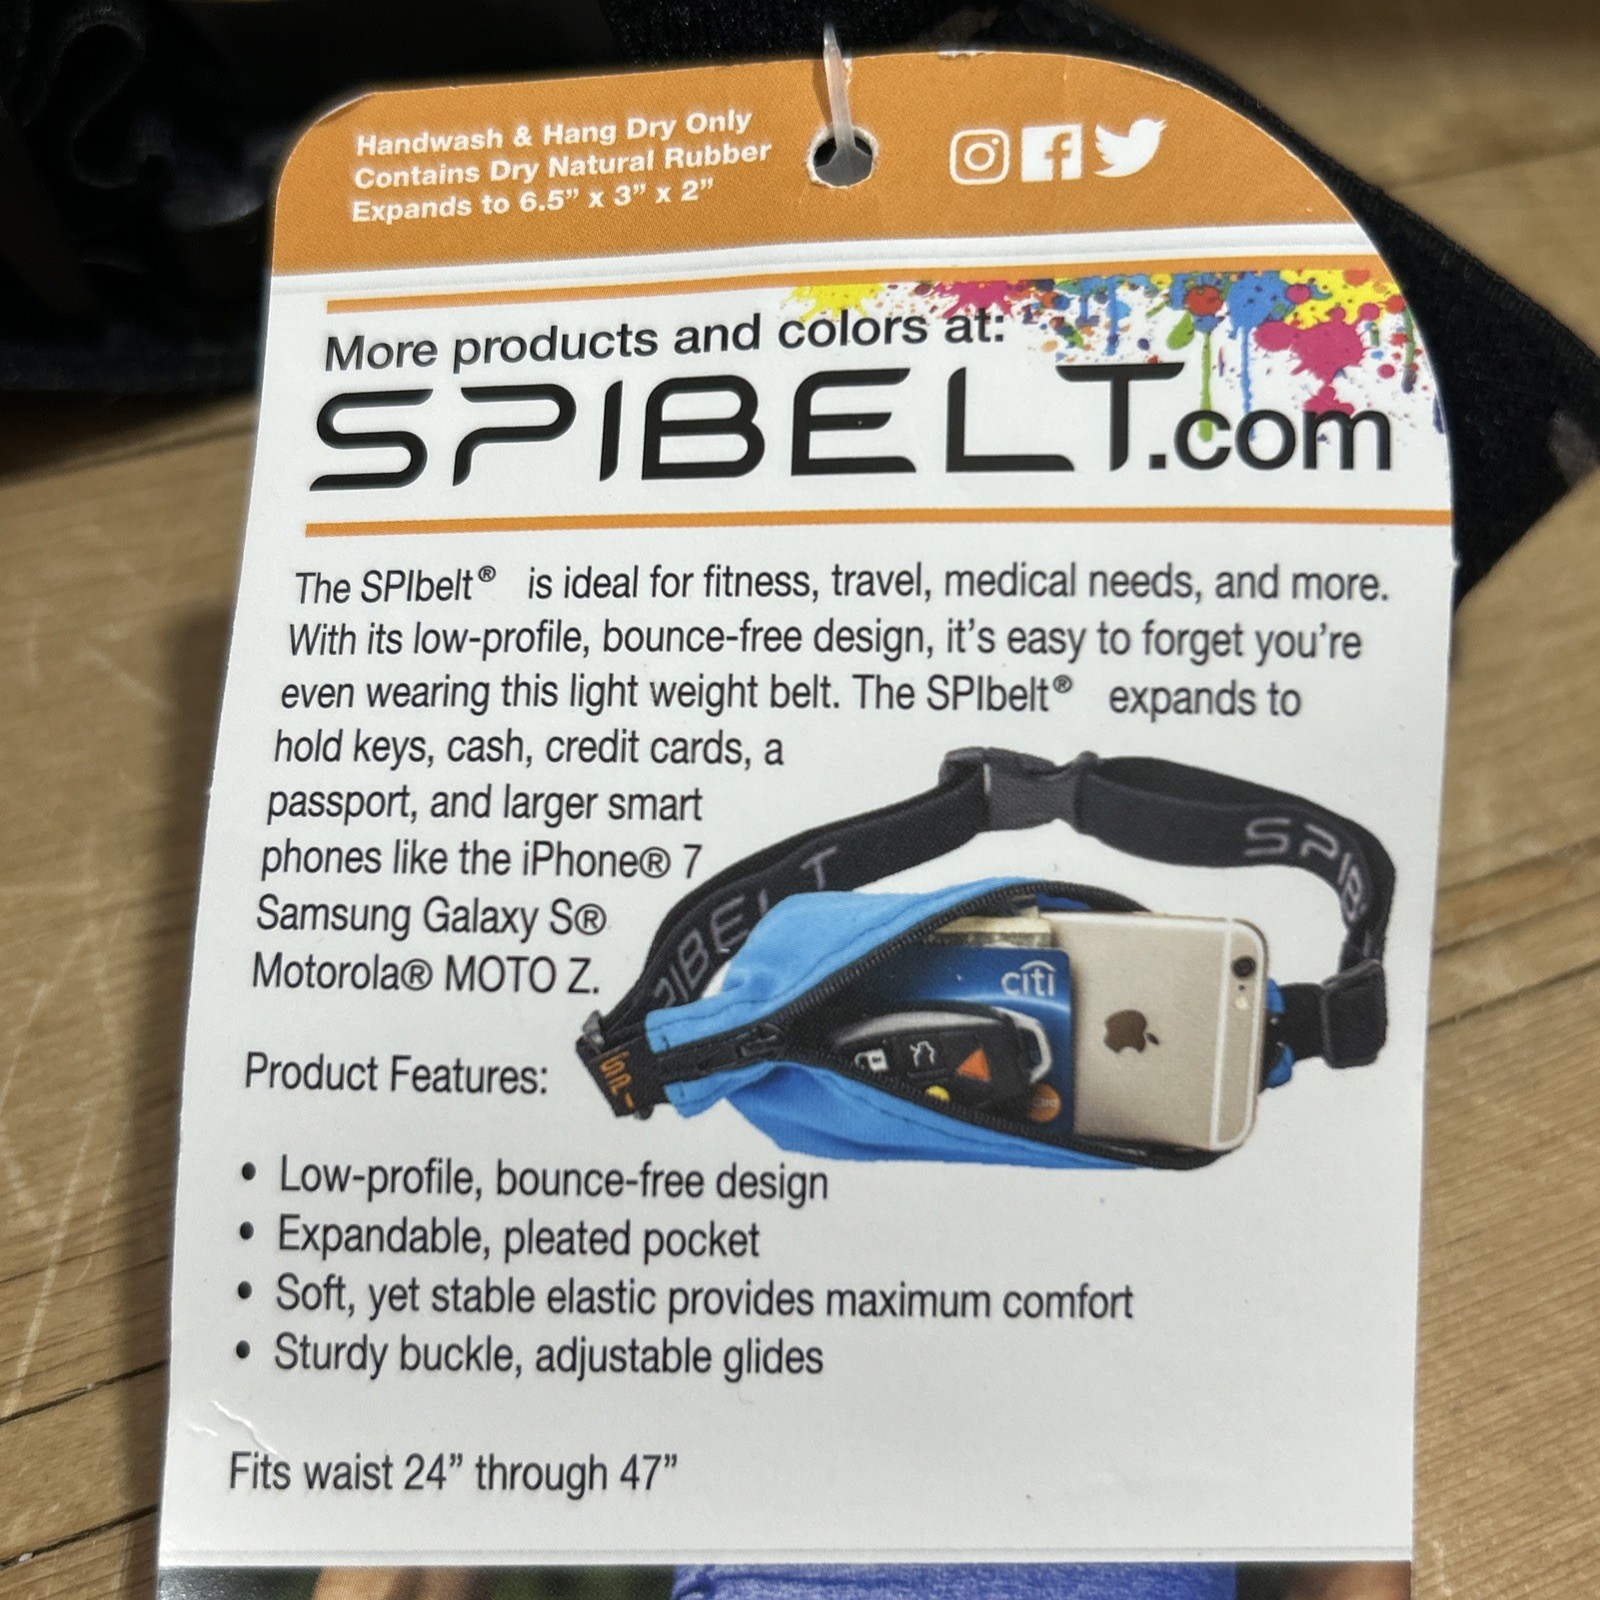 Handwash & Hang Dry Only
Contains Dry Natural Rubber
Expands to 6.5” x 3” x 2”
More products and colors at:
SPIBELT.com
The SPIbelt® is ideal for fitness, travel, medical needs, and more.
With its low-profile, bounce-free design, it’s easy to forget you’re
even wearing this light weight belt. The SPIbelt® expands to
hold keys, cash, credit cards, a
passport, and larger smart
phones like the iPhone® 7
Samsung Galaxy S®
Motorola® MOTO Z.
SPIB
PIBELT
citi
Product Features:
• Low-profile, bounce-free design
• Expandable, pleated pocket
• Soft, yet stable elastic provides maximum comfort
• Sturdy buckle, adjustable glides
Fits waist 24” through 47”